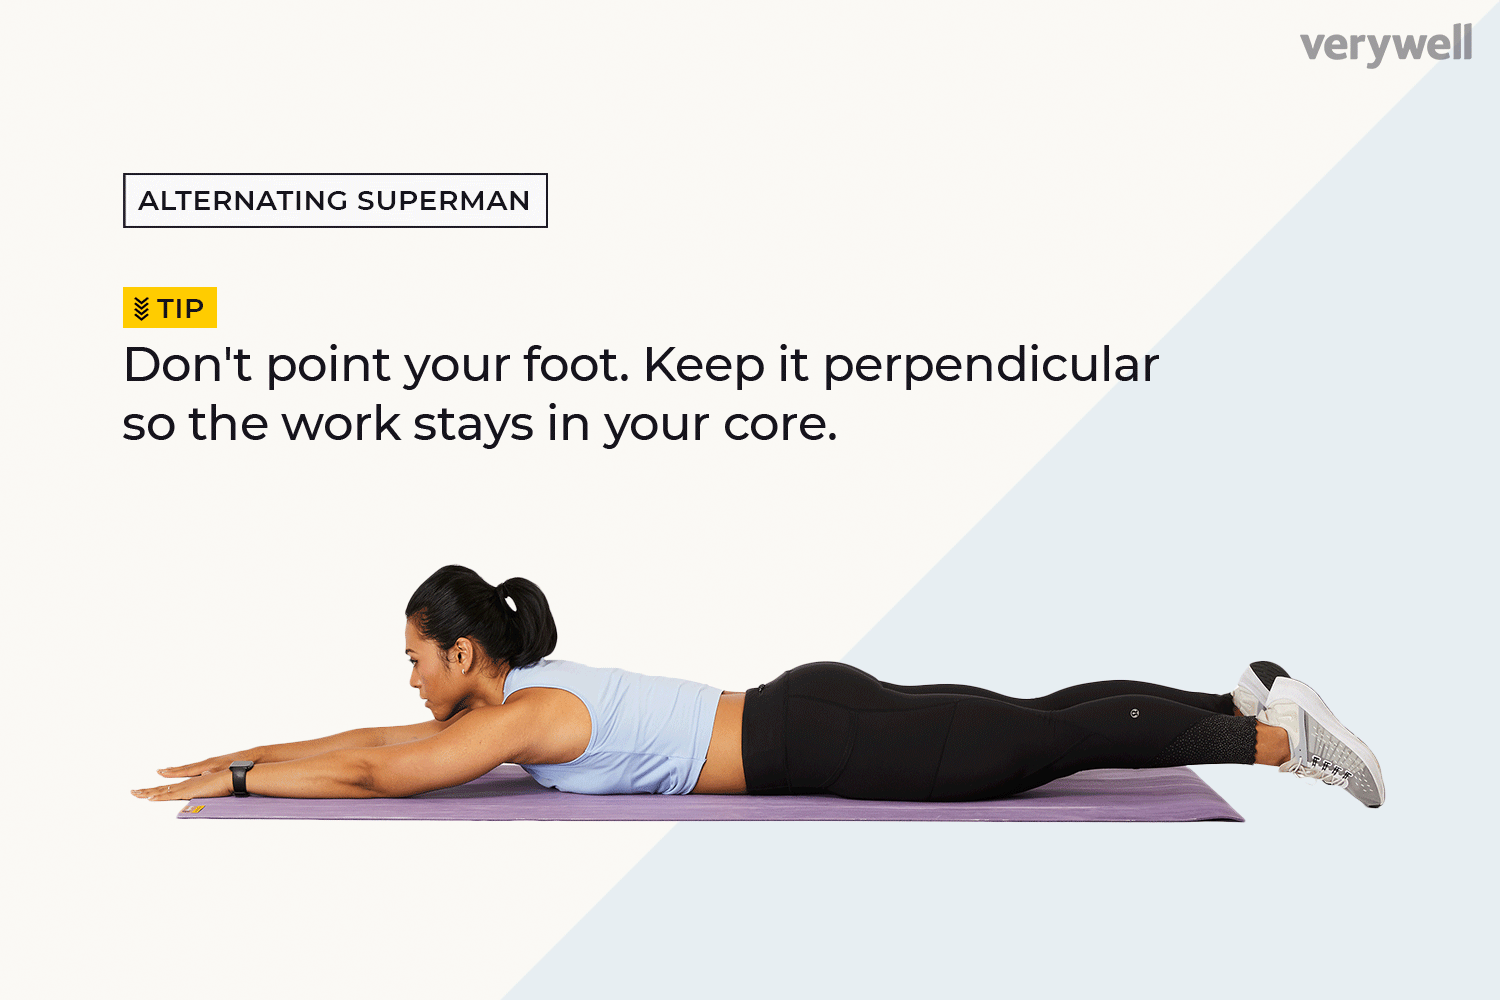 verywell
ALTERNATING SUPERMAN
TIP
Don't point your foot. Keep it perpendicular
so the work stays in your core.